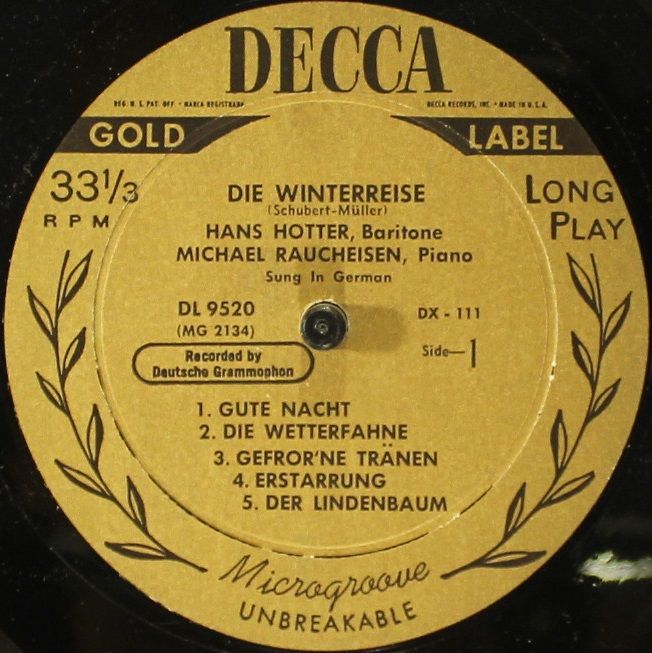 DECCA
REG. U. S. PAT. OFF. • MARCA REGISTRADA
DECCA RECORDS, INC. • MADE IN U.S.A.
GOLD LABEL
33 1/3 RPM
LONG PLAY
DIE WINTERREISE
(Schubert-Müller)
HANS HOTTER, Baritone
MICHAEL RAUCHEISEN, Piano
Sung In German
DL 9520
DX - 111
(MG 2134)
Side—1
Recorded by
Deutsche Grammophon
1. GUTE NACHT
2. DIE WETTERFAHNE
3. GEFROR'NE TRÄNEN
4. ERSTARRUNG
5. DER LINDENBAUM
Microgroove
UNBREAKABLE